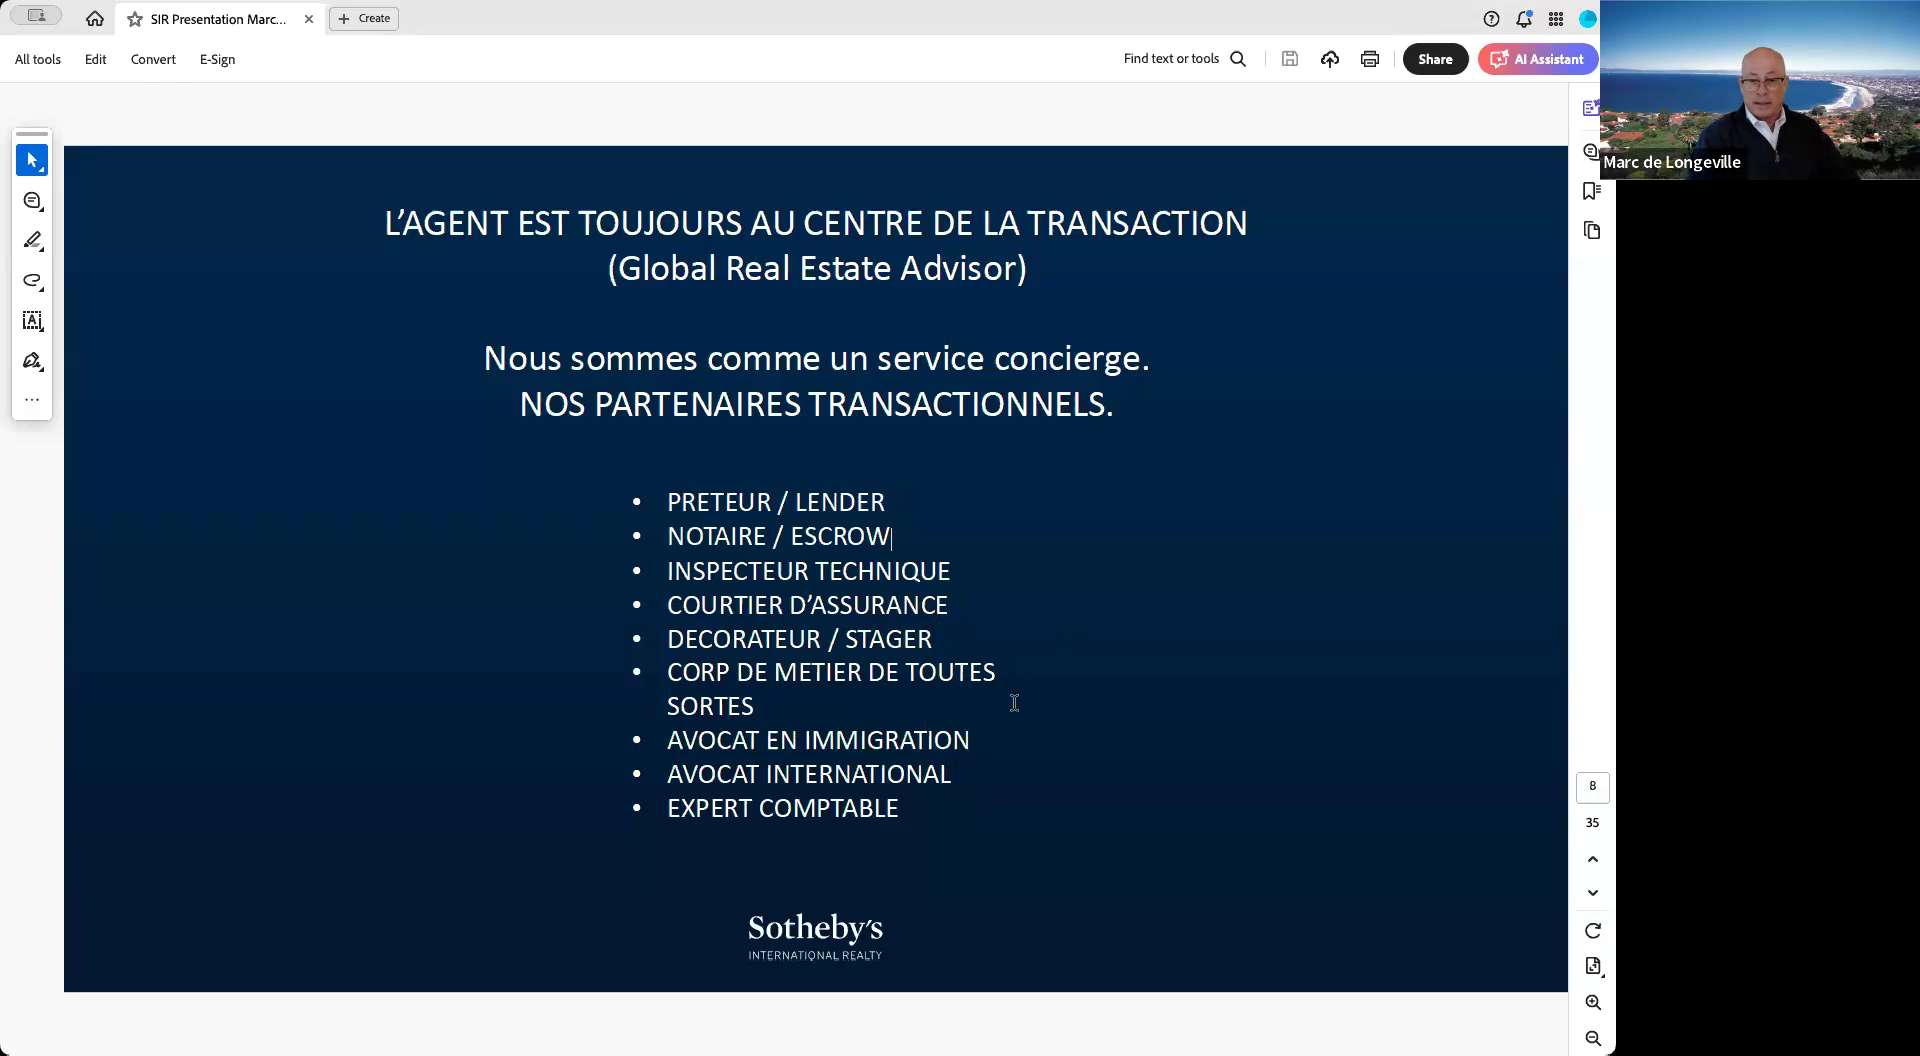 SIR Presentation Marc...
Create
All tools
Edit
Convert
E-Sign
Find text or tools
Share
AI Assistant
Marc de Longeville
L’AGENT EST TOUJOURS AU CENTRE DE LA TRANSACTION
(Global Real Estate Advisor)
Nous sommes comme un service concierge.
NOS PARTENAIRES TRANSACTIONNELS.
• PRETEUR / LENDER
• NOTAIRE / ESCROW
• INSPECTEUR TECHNIQUE
• COURTIER D’ASSURANCE
• DECORATEUR / STAGER
• CORP DE METIER DE TOUTES
SORTES
• AVOCAT EN IMMIGRATION
• AVOCAT INTERNATIONAL
• EXPERT COMPTABLE
Sotheby’s
INTERNATIONAL REALTY
8
35